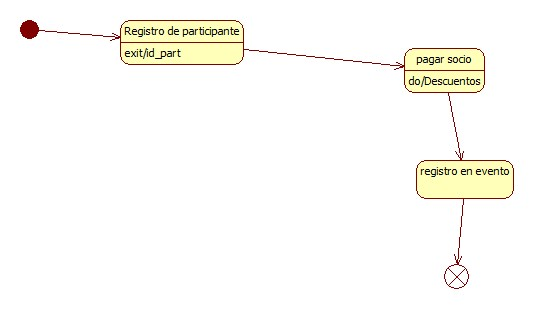 Registro de participante
exit/id_part
pagar socio
do/Descuentos
registro en evento